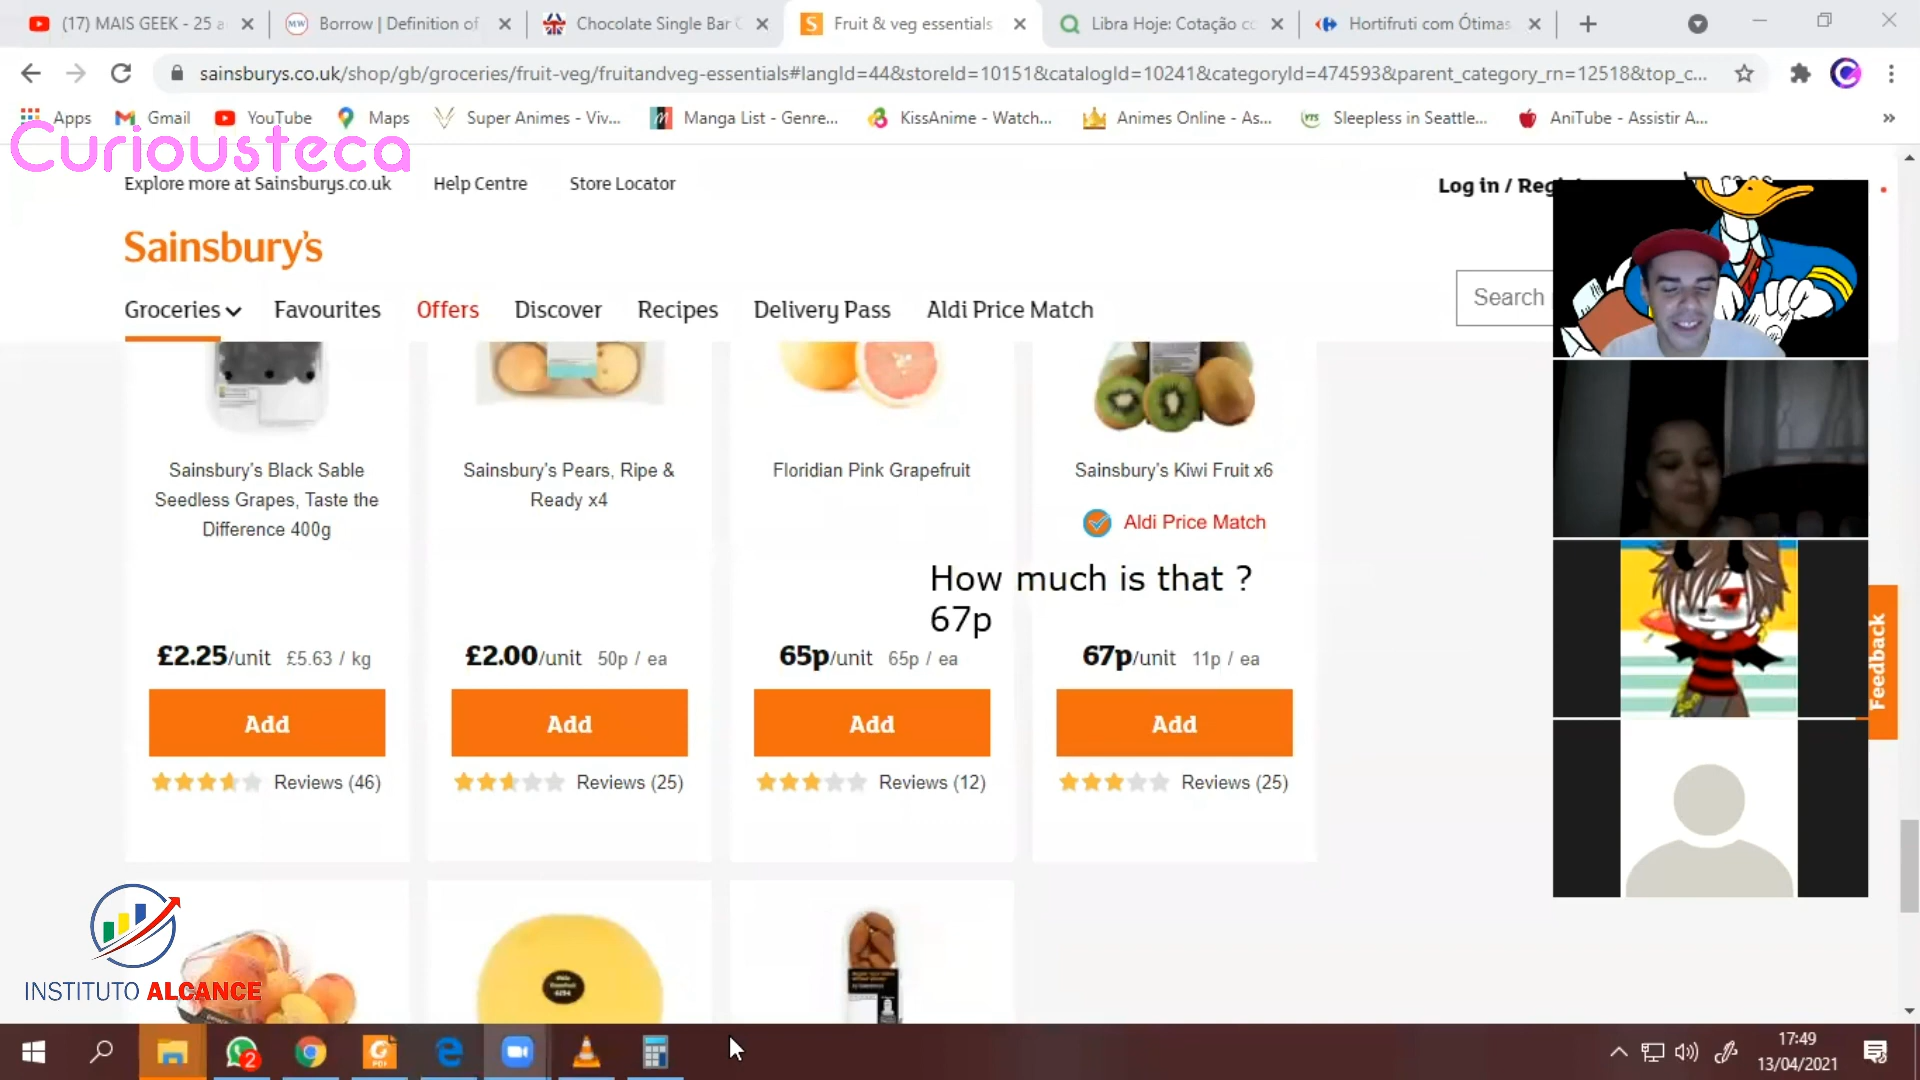 (17) MAIS GEEK - 25 a
Borrow | Definition of
Chocolate Single Bar
Fruit & veg essentials
Libra Hoje: Cotação co
Hortifruti com Ótimas
sainsburys.co.uk/shop/gb/groceries/fruit-veg/fruitandveg-essentials#langId=44&storeId=10151&catalogId=10241&categoryId=474593&parent_category_rn=12518&top_c...
Apps
Gmail
YouTube
Maps
Super Animes - Viv...
Manga List - Genre...
KissAnime - Watch...
Animes Online - As...
Sleepless in Seattle...
AniTube - Assistir A...
»
Curiousteca
Explore more at Sainsburys.co.uk
Help Centre
Store Locator
Log in / Reg
Sainsbury's
Search
Groceries
Favourites
Offers
Discover
Recipes
Delivery Pass
Aldi Price Match
Sainsbury's Black Sable
Seedless Grapes, Taste the
Difference 400g
Sainsbury's Pears, Ripe &
Ready x4
Floridian Pink Grapefruit
Sainsbury's Kiwi Fruit x6
Aldi Price Match
How much is that ?
67p
£2.25/unit £5.63 / kg
£2.00/unit 50p / ea
65p/unit 65p / ea
67p/unit 11p / ea
Add
Add
Add
Add
Reviews (46)
Reviews (25)
Reviews (12)
Reviews (25)
Feedback
INSTITUTO ALCANCE
2
17:49
13/04/2021